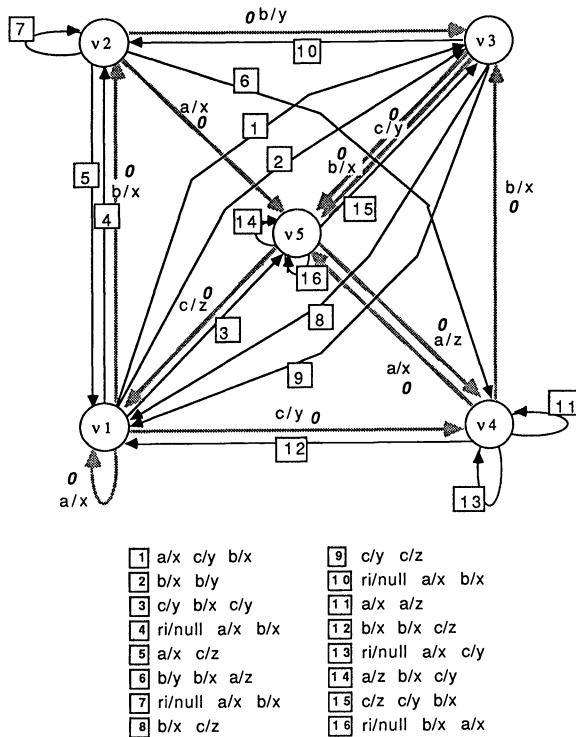 0 b/y
7
v2
v3
10
6
a/x
0
1
0
c/y
0
b/x
2
0
b/x
5
4
b/x
0
15
14
v5
16
c/z 0
3
8
0
a/z
a/x
0
9
c/y 0
11
v1
v4
12
0
a/x
13
1 a/x c/y b/x
2 b/x b/y
3 c/y b/x c/y
4 ri/null a/x b/x
5 a/x c/z
6 b/y b/x a/z
7 ri/null a/x b/x
8 b/x c/z
9 c/y c/z
10 ri/null a/x b/x
11 a/x a/z
12 b/x b/x c/z
13 ri/null a/x c/y
14 a/z b/x c/y
15 c/z c/y b/x
16 ri/null b/x a/x